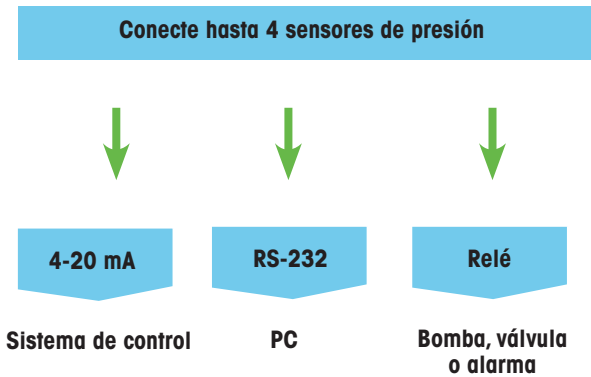 Conecte hasta 4 sensores de presión
4-20 mA
RS-232
Relé
Sistema de control
PC
Bomba, válvula
o alarma